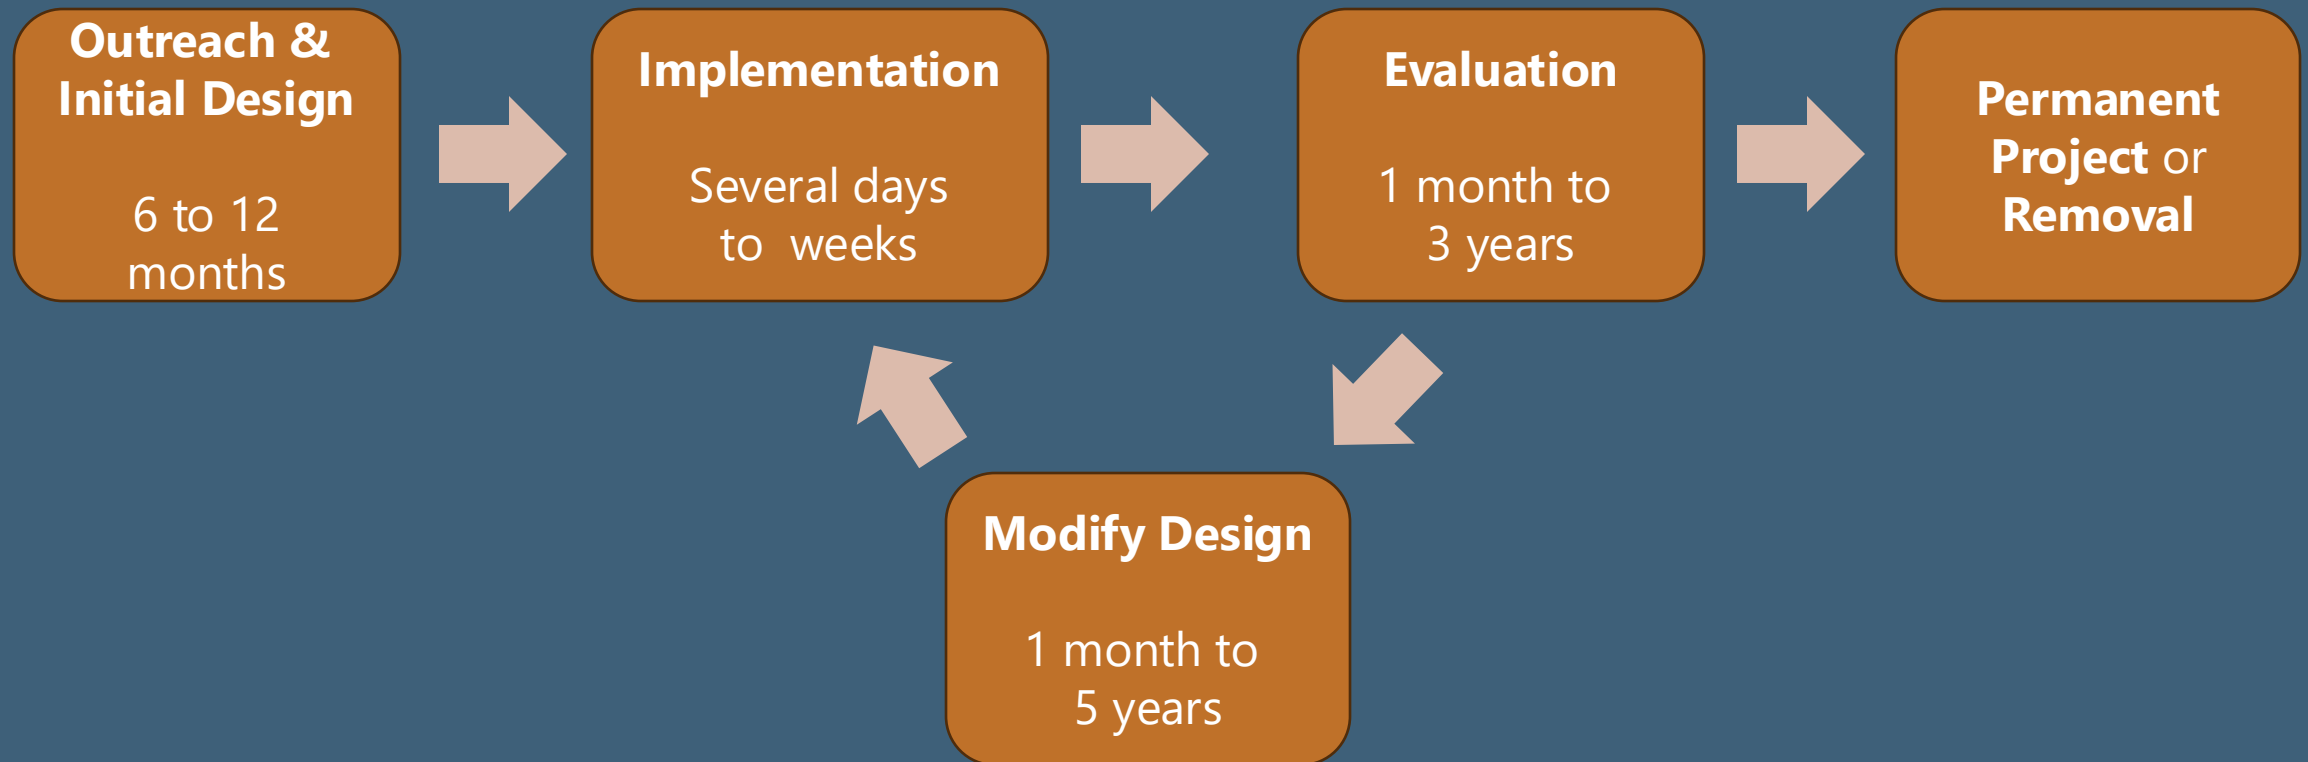 Outreach &
Initial Design
6 to 12
months
Implementation
Several days
to  weeks
Evaluation
1 month to
3 years
Permanent
Project or
Removal
Modify Design
1 month to
5 years